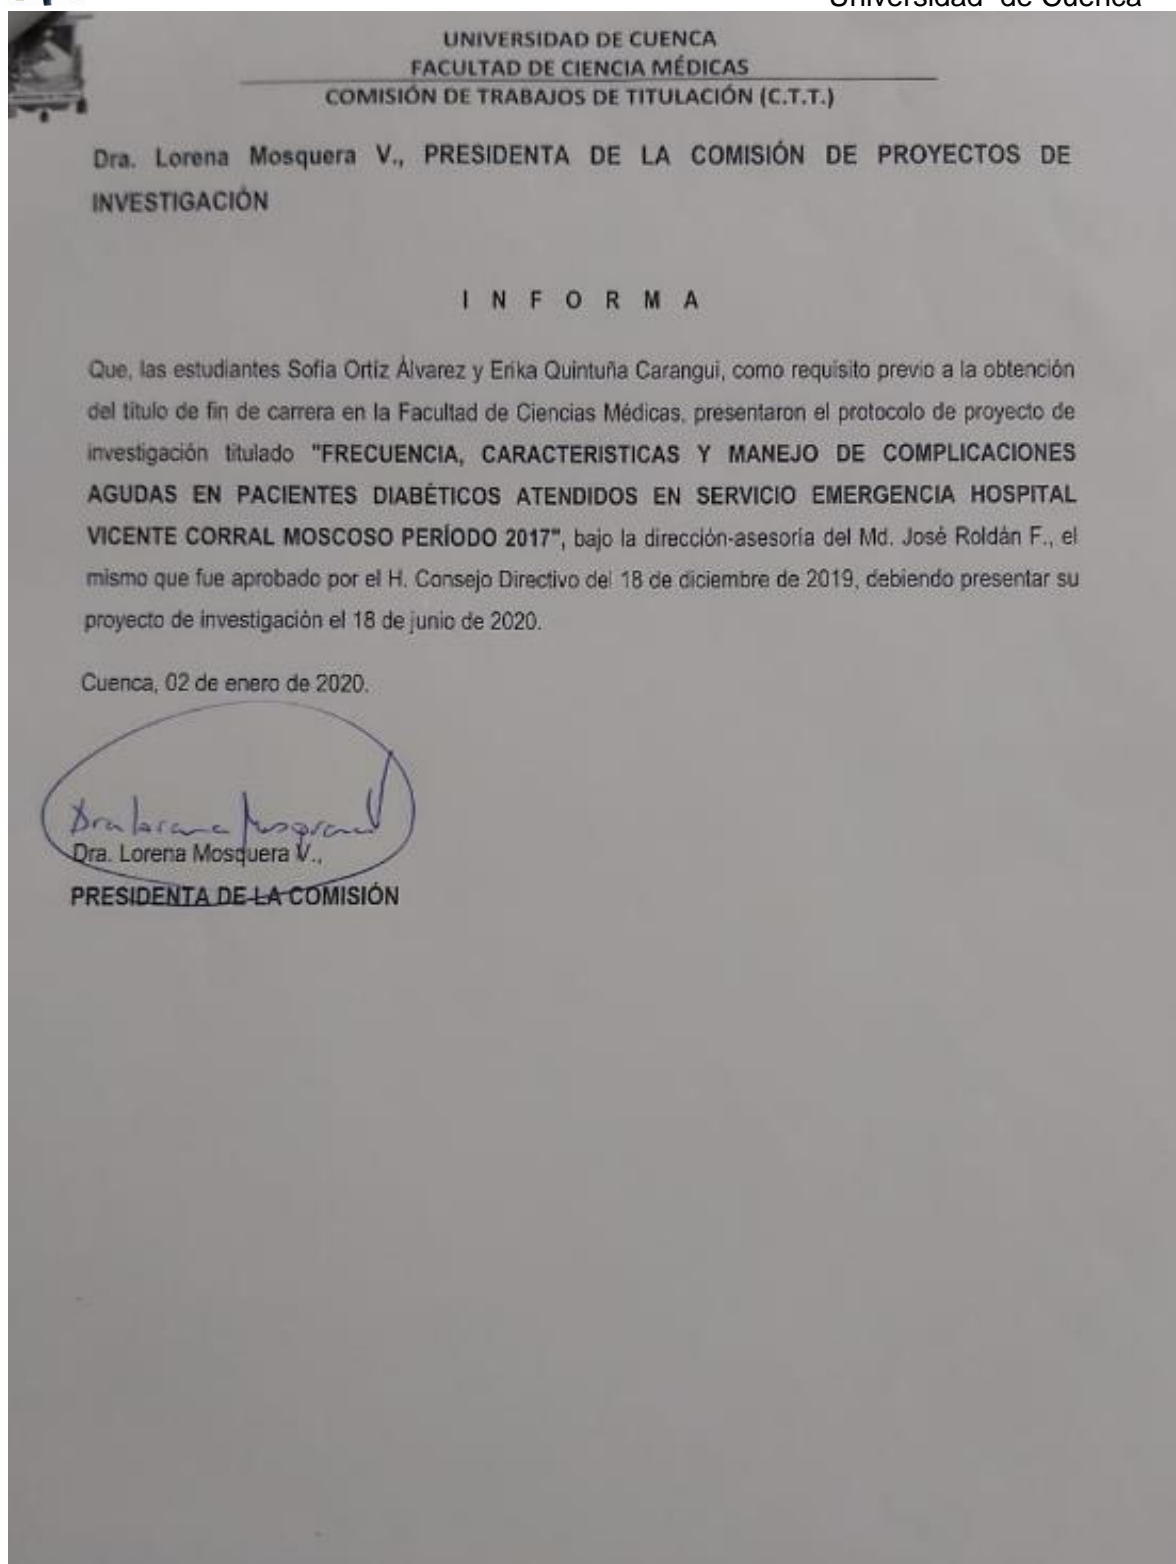 Universidad de Cuenca
UNIVERSIDAD DE CUENCA
FACULTAD DE CIENCIA MÉDICAS
COMISIÓN DE TRABAJOS DE TITULACIÓN (C.T.T.)
Dra. Lorena Mosquera V., PRESIDENTA DE LA COMISIÓN DE PROYECTOS DE
INVESTIGACIÓN
I N F O R M A
Que, las estudiantes Sofia Ortiz Álvarez y Erika Quintuña Carangui, como requisito previo a la obtención
del título de fin de carrera en la Facultad de Ciencias Médicas, presentaron el protocolo de proyecto de
investigación titulado "FRECUENCIA, CARACTERISTICAS Y MANEJO DE COMPLICACIONES
AGUDAS EN PACIENTES DIABÉTICOS ATENDIDOS EN SERVICIO EMERGENCIA HOSPITAL
VICENTE CORRAL MOSCOSO PERÍODO 2017", bajo la dirección-asesoría del Md. José Roldán F., el
mismo que fue aprobado por el H. Consejo Directivo del 18 de diciembre de 2019, debiendo presentar su
proyecto de investigación el 18 de junio de 2020.
Cuenca, 02 de enero de 2020.
Dra Lorena Mosquera V
Dra. Lorena Mosquera V.,
PRESIDENTA DE LA COMISIÓN